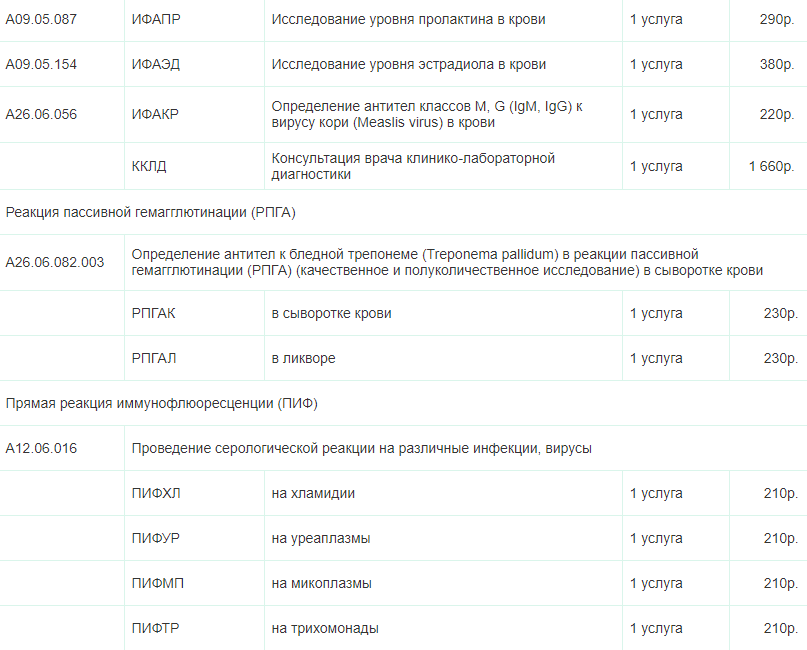 A09.05.087 ИФАПР Исследование уровня пролактина в крови 1 услуга 290р.
A09.05.154 ИФАЭД Исследование уровня эстрадиола в крови 1 услуга 380р.
A26.06.056 ИФАКР Определение антител классов M, G (IgM, IgG) к
вирусу кори (Measlis virus) в крови 1 услуга 220р.
ККЛД Консультация врача клинико-лабораторной
диагностики 1 услуга 1 660р.
Реакция пассивной гемагглютинации (РПГА)
A26.06.082.003 Определение антител к бледной трепонеме (Treponema pallidum) в реакции пассивной
гемагглютинации (РПГА) (качественное и полуколичественное исследование) в сыворотке крови
РПГАК в сыворотке крови 1 услуга 230р.
РПГАЛ в ликворе 1 услуга 230р.
Прямая реакция иммунофлюоресценции (ПИФ)
A12.06.016 Проведение серологической реакции на различные инфекции, вирусы
ПИФХЛ на хламидии 1 услуга 210р.
ПИФУР на уреаплазмы 1 услуга 210р.
ПИФМП на микоплазмы 1 услуга 210р.
ПИФТР на трихомонады 1 услуга 210р.